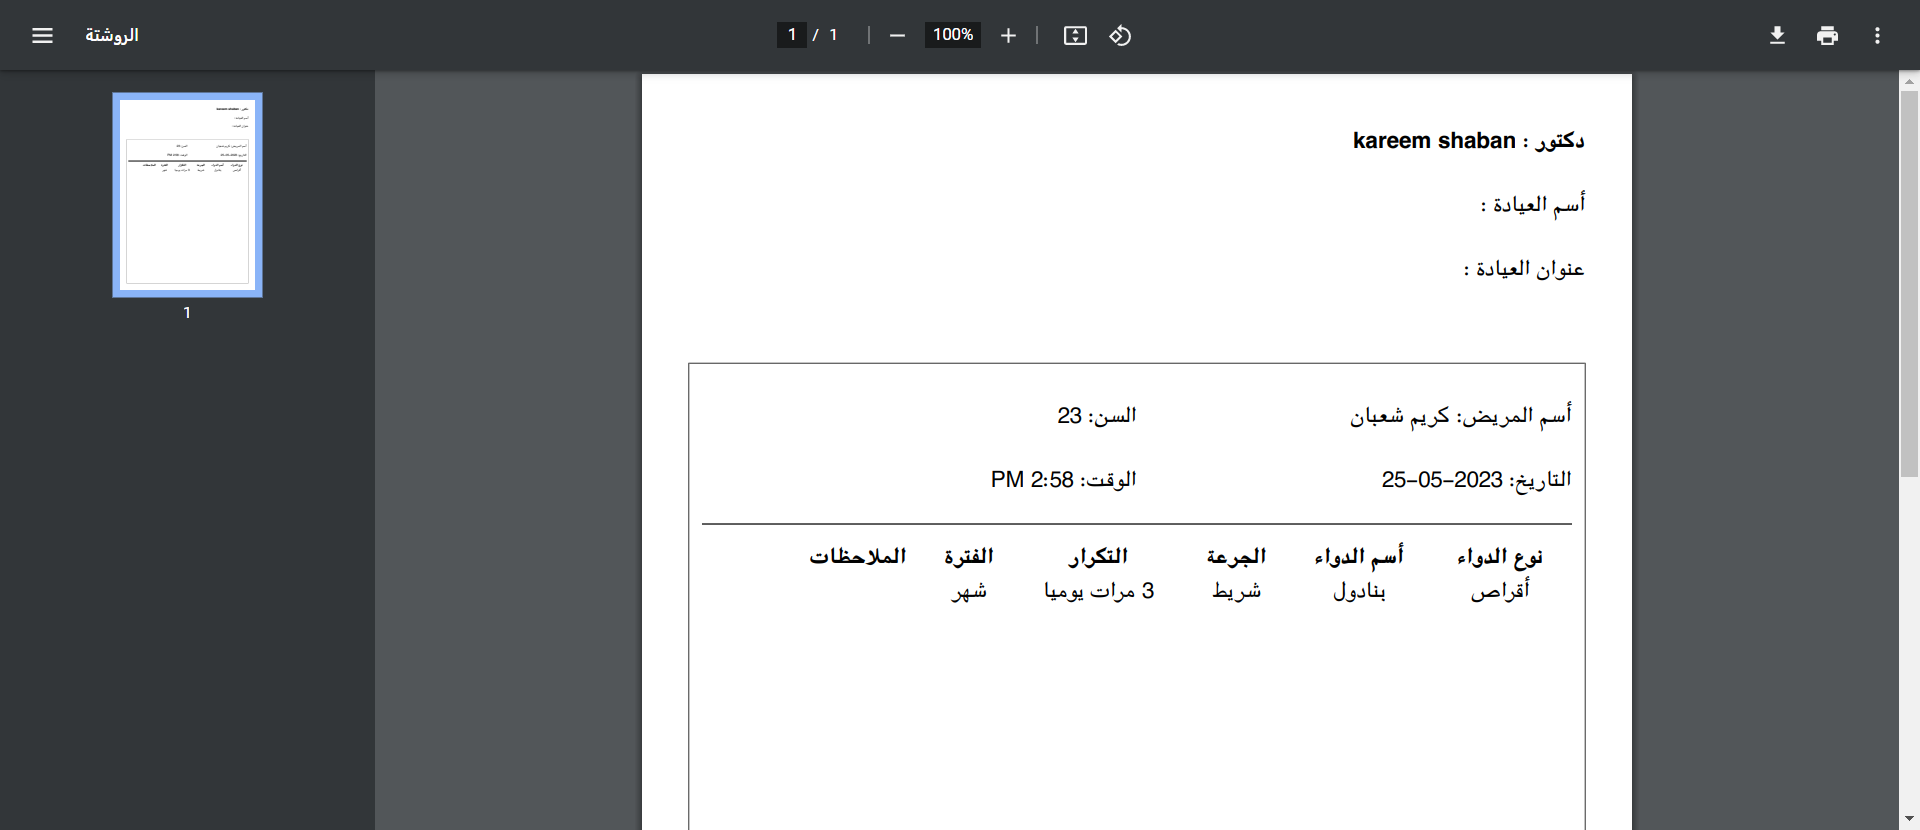 الروشتة
1 / 1
100%
1
دكتور : kareem shaban
أسم العيادة :
عنوان العيادة :
أسم المريض: كريم شعبان السن: 23
التاريخ: 25-05-2023 الوقت: 2:58 PM
نوع الدواء أسم الدواء الجرعة التكرار الفترة الملاحظات
أقراص بنادول شريط 3 مرات يوميا شهر